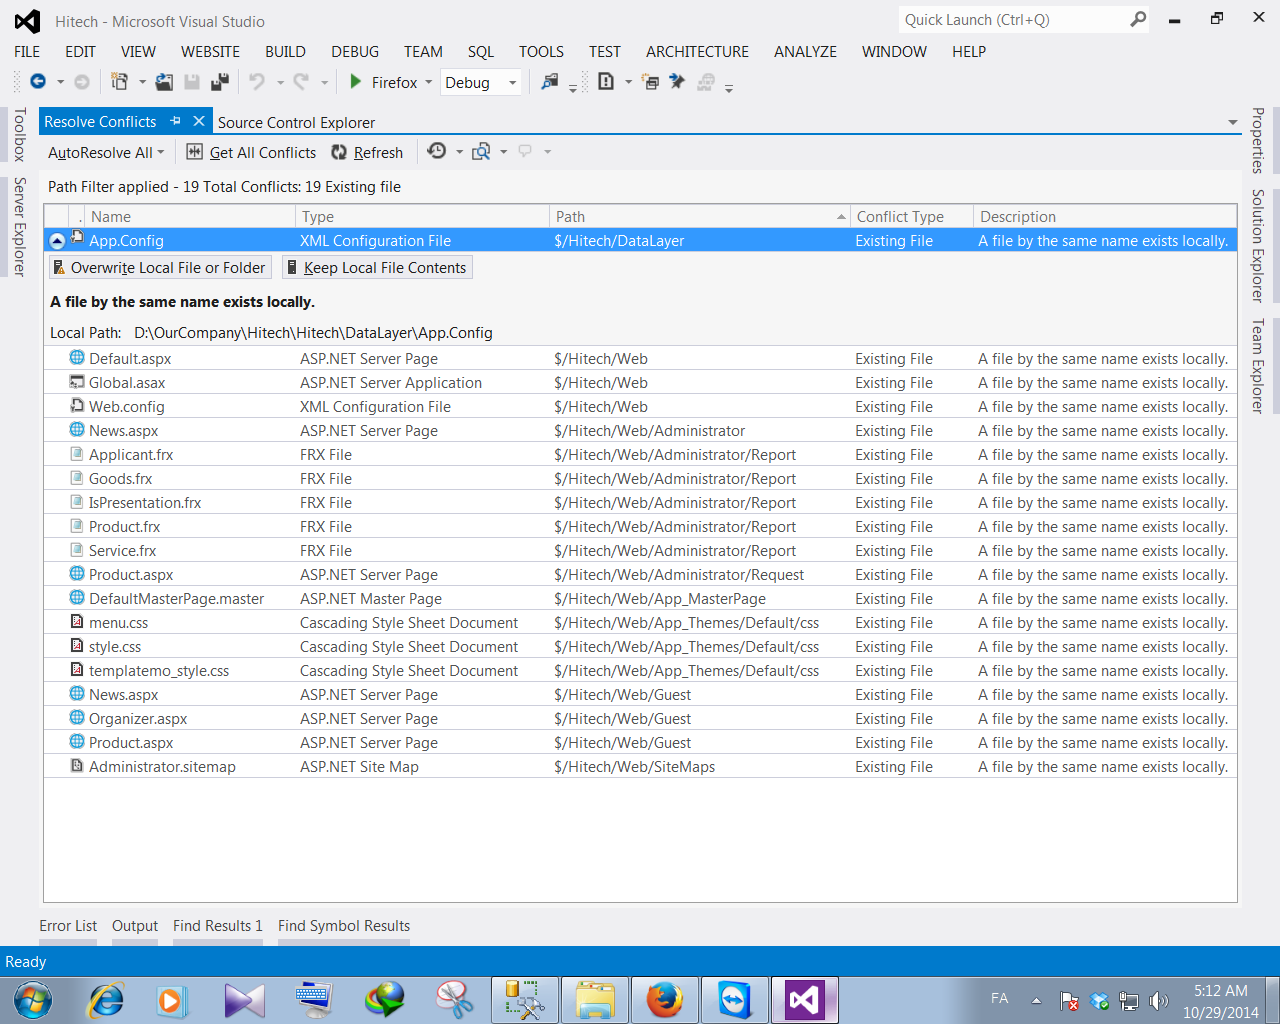 Hitech - Microsoft Visual Studio
Quick Launch (Ctrl+Q)
FILE EDIT VIEW WEBSITE BUILD DEBUG TEAM SQL TOOLS TEST ARCHITECTURE ANALYZE WINDOW HELP
Firefox Debug
Toolbox
Server Explorer
Resolve Conflicts Source Control Explorer
AutoResolve All Get All Conflicts Refresh
Path Filter applied - 19 Total Conflicts: 19 Existing file
. Name Type Path Conflict Type Description
App.Config XML Configuration File $/Hitech/DataLayer Existing File A file by the same name exists locally.
Overwrite Local File or Folder Keep Local File Contents
A file by the same name exists locally.
Local Path: D:\OurCompany\Hitech\Hitech\DataLayer\App.Config
Default.aspx ASP.NET Server Page $/Hitech/Web Existing File A file by the same name exists locally.
Global.asax ASP.NET Server Application $/Hitech/Web Existing File A file by the same name exists locally.
Web.config XML Configuration File $/Hitech/Web Existing File A file by the same name exists locally.
News.aspx ASP.NET Server Page $/Hitech/Web/Administrator Existing File A file by the same name exists locally.
Applicant.frx FRX File $/Hitech/Web/Administrator/Report Existing File A file by the same name exists locally.
Goods.frx FRX File $/Hitech/Web/Administrator/Report Existing File A file by the same name exists locally.
IsPresentation.frx FRX File $/Hitech/Web/Administrator/Report Existing File A file by the same name exists locally.
Product.frx FRX File $/Hitech/Web/Administrator/Report Existing File A file by the same name exists locally.
Service.frx FRX File $/Hitech/Web/Administrator/Report Existing File A file by the same name exists locally.
Product.aspx ASP.NET Server Page $/Hitech/Web/Administrator/Request Existing File A file by the same name exists locally.
DefaultMasterPage.master ASP.NET Master Page $/Hitech/Web/App_MasterPage Existing File A file by the same name exists locally.
menu.css Cascading Style Sheet Document $/Hitech/Web/App_Themes/Default/css Existing File A file by the same name exists locally.
style.css Cascading Style Sheet Document $/Hitech/Web/App_Themes/Default/css Existing File A file by the same name exists locally.
templatemo_style.css Cascading Style Sheet Document $/Hitech/Web/App_Themes/Default/css Existing File A file by the same name exists locally.
News.aspx ASP.NET Server Page $/Hitech/Web/Guest Existing File A file by the same name exists locally.
Organizer.aspx ASP.NET Server Page $/Hitech/Web/Guest Existing File A file by the same name exists locally.
Product.aspx ASP.NET Server Page $/Hitech/Web/Guest Existing File A file by the same name exists locally.
Administrator.sitemap ASP.NET Site Map $/Hitech/Web/SiteMaps Existing File A file by the same name exists locally.
Properties
Solution Explorer
Team Explorer
Error List Output Find Results 1 Find Symbol Results
Ready
FA
5:12 AM
10/29/2014